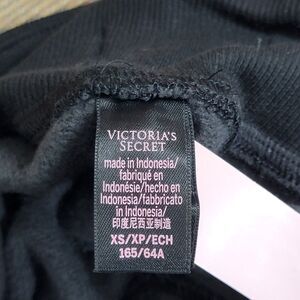 VICTORIA'S
SECRET
made in Indonesia/
fabriqué en
Indonésie/hecho en
Indonesia/fabbricato
in Indonesia/
印度尼西亚制造
XS/XP/ECH
165/64A